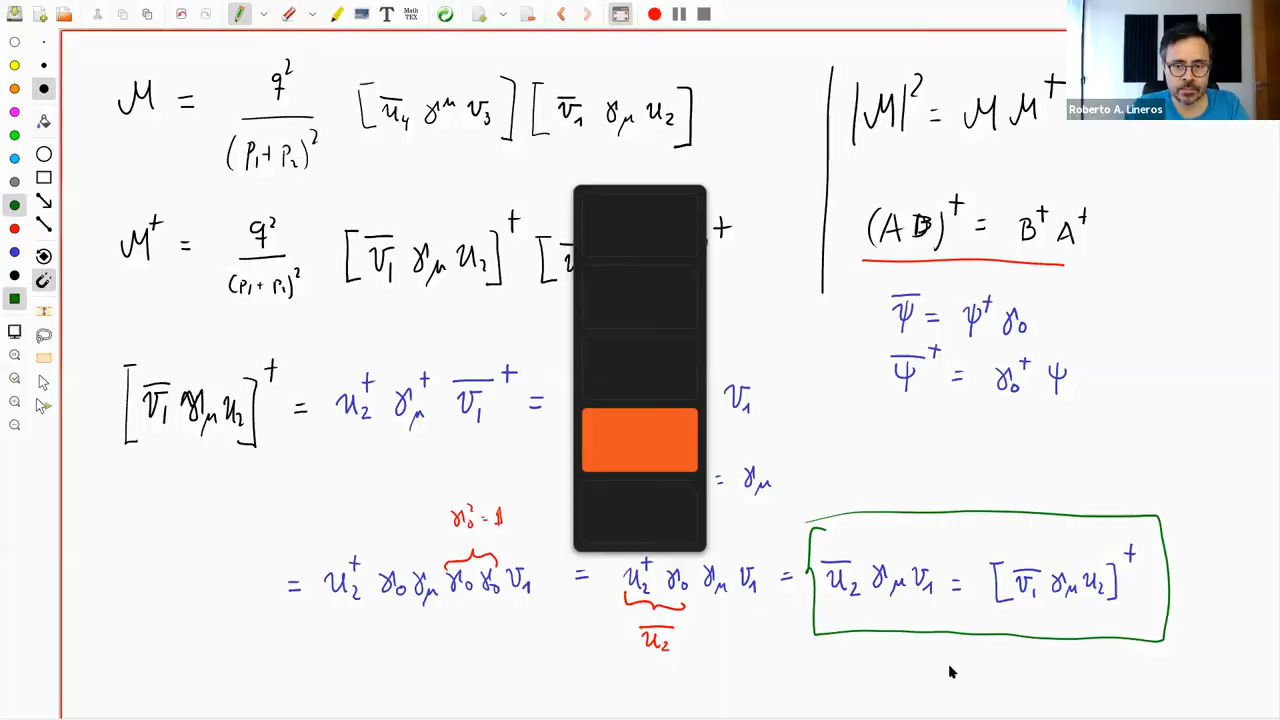 Math TEX
Roberto A. Lineros
M = q² / (p₁+p₂)² [ū₄ γ^μ v₃] [v̄₁ γ_μ u₂]
|M|² = M M†
M† = q² / (p₁+p₂)² [v̄₁ γ_μ u₂]† [
(AB)† = B†A†
ψ̄ = ψ† γ₀
ψ̄† = γ₀† ψ
[v̄₁ γ_μ u₂]† = u₂† γ_μ† v̄₁† = v₁
= γ_μ
γ₀² = 1
= u₂† γ₀ γ_μ γ₀ γ₀ v₁ = u₂† γ₀ γ_μ v₁ = ū₂ γ_μ v₁ = [v̄₁ γ_μ u₂]†
ū₂